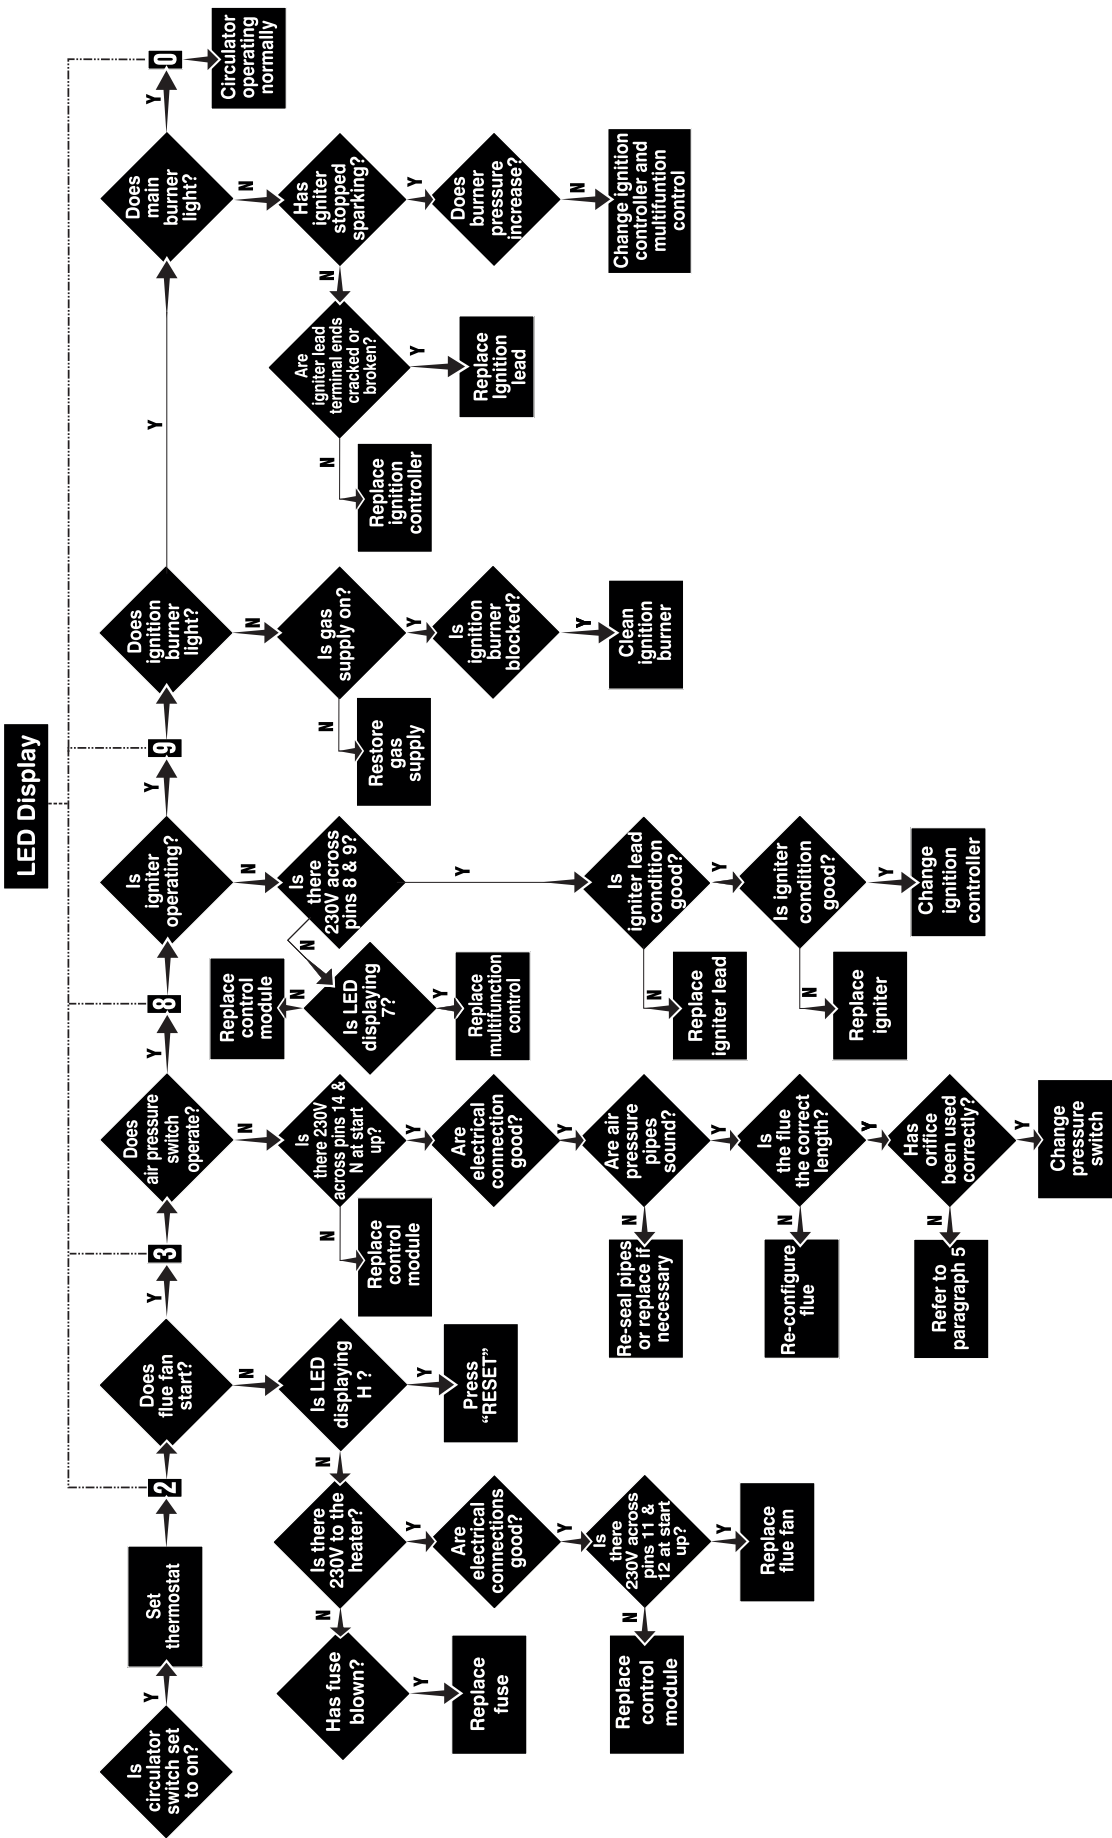 LED Display
Is
circulator
switch set
to on?
Y
Set
thermostat
2
Does
flue fan
start?
Y
3
Does
air pressure
switch
operate?
Y
8
Is
igniter
operating?
Y
9
Does
ignition
burner
light?
Y
Does
main
burner
light?
Y
0
Circulator
operating
normally
N
Is LED
displaying
H ?
Y
Press
“RESET”
N
Is there
230V to the
heater?
N
Has fuse
blown?
Y
Replace
fuse
Y
Are
electrical
connections
good?
Y
Is
there
230V across
pins 11 &
12 at start
up?
N
Replace
control
module
Y
Replace
flue fan
N
Is
there 230V
across pins 14 &
N at start
up?
N
Replace
control
module
Y
Are
electrical
connection
good?
Y
Are air
pressure
pipes
sound?
N
Re-seal pipes
or replace if
necessary
Y
Is
the flue
the correct
length?
N
Re-configure
flue
Y
Has
orifice
been used
correctly?
N
Refer to
paragraph 5
Y
Change
pressure
switch
N
Is
there
230V across
pins 8 & 9?
N
Is LED
displaying
7?
N
Replace
control
module
Y
Replace
multifunction
control
Y
Is
igniter lead
condition
good?
N
Replace
igniter lead
Y
Is igniter
condition
good?
N
Replace
igniter
Y
Change
ignition
controller
N
Is gas
supply on?
N
Restore
gas
supply
Y
Is
ignition
burner
blocked?
Y
Clean
ignition
burner
N
Has
igniter
stopped
sparking?
N
Are
igniter lead
terminal ends
cracked or
broken?
N
Replace
ignition
controller
Y
Replace
Ignition
lead
Y
Does
burner
pressure
increase?
N
Change ignition
controller and
multifuntion
control